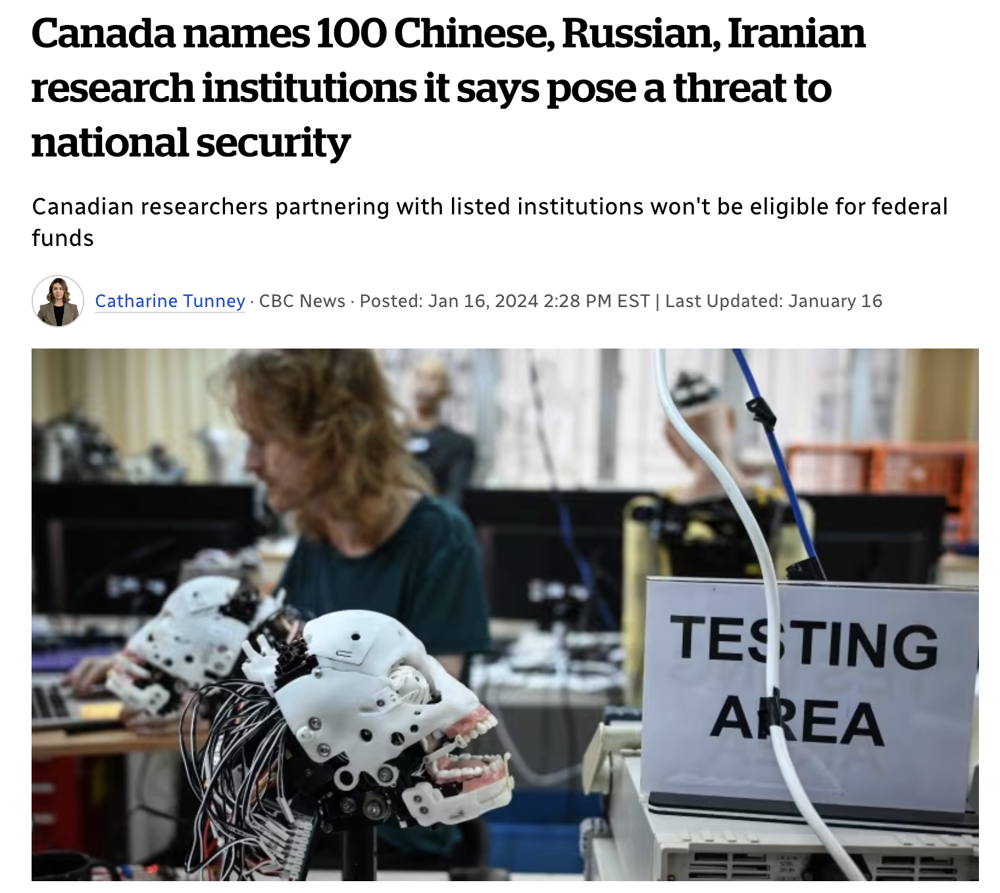 Canada names 100 Chinese, Russian, Iranian
research institutions it says pose a threat to
national security
Canadian researchers partnering with listed institutions won't be eligible for federal
funds
Catharine Tunney · CBC News · Posted: Jan 16, 2024 2:28 PM EST | Last Updated: January 16
TESTING
AREA